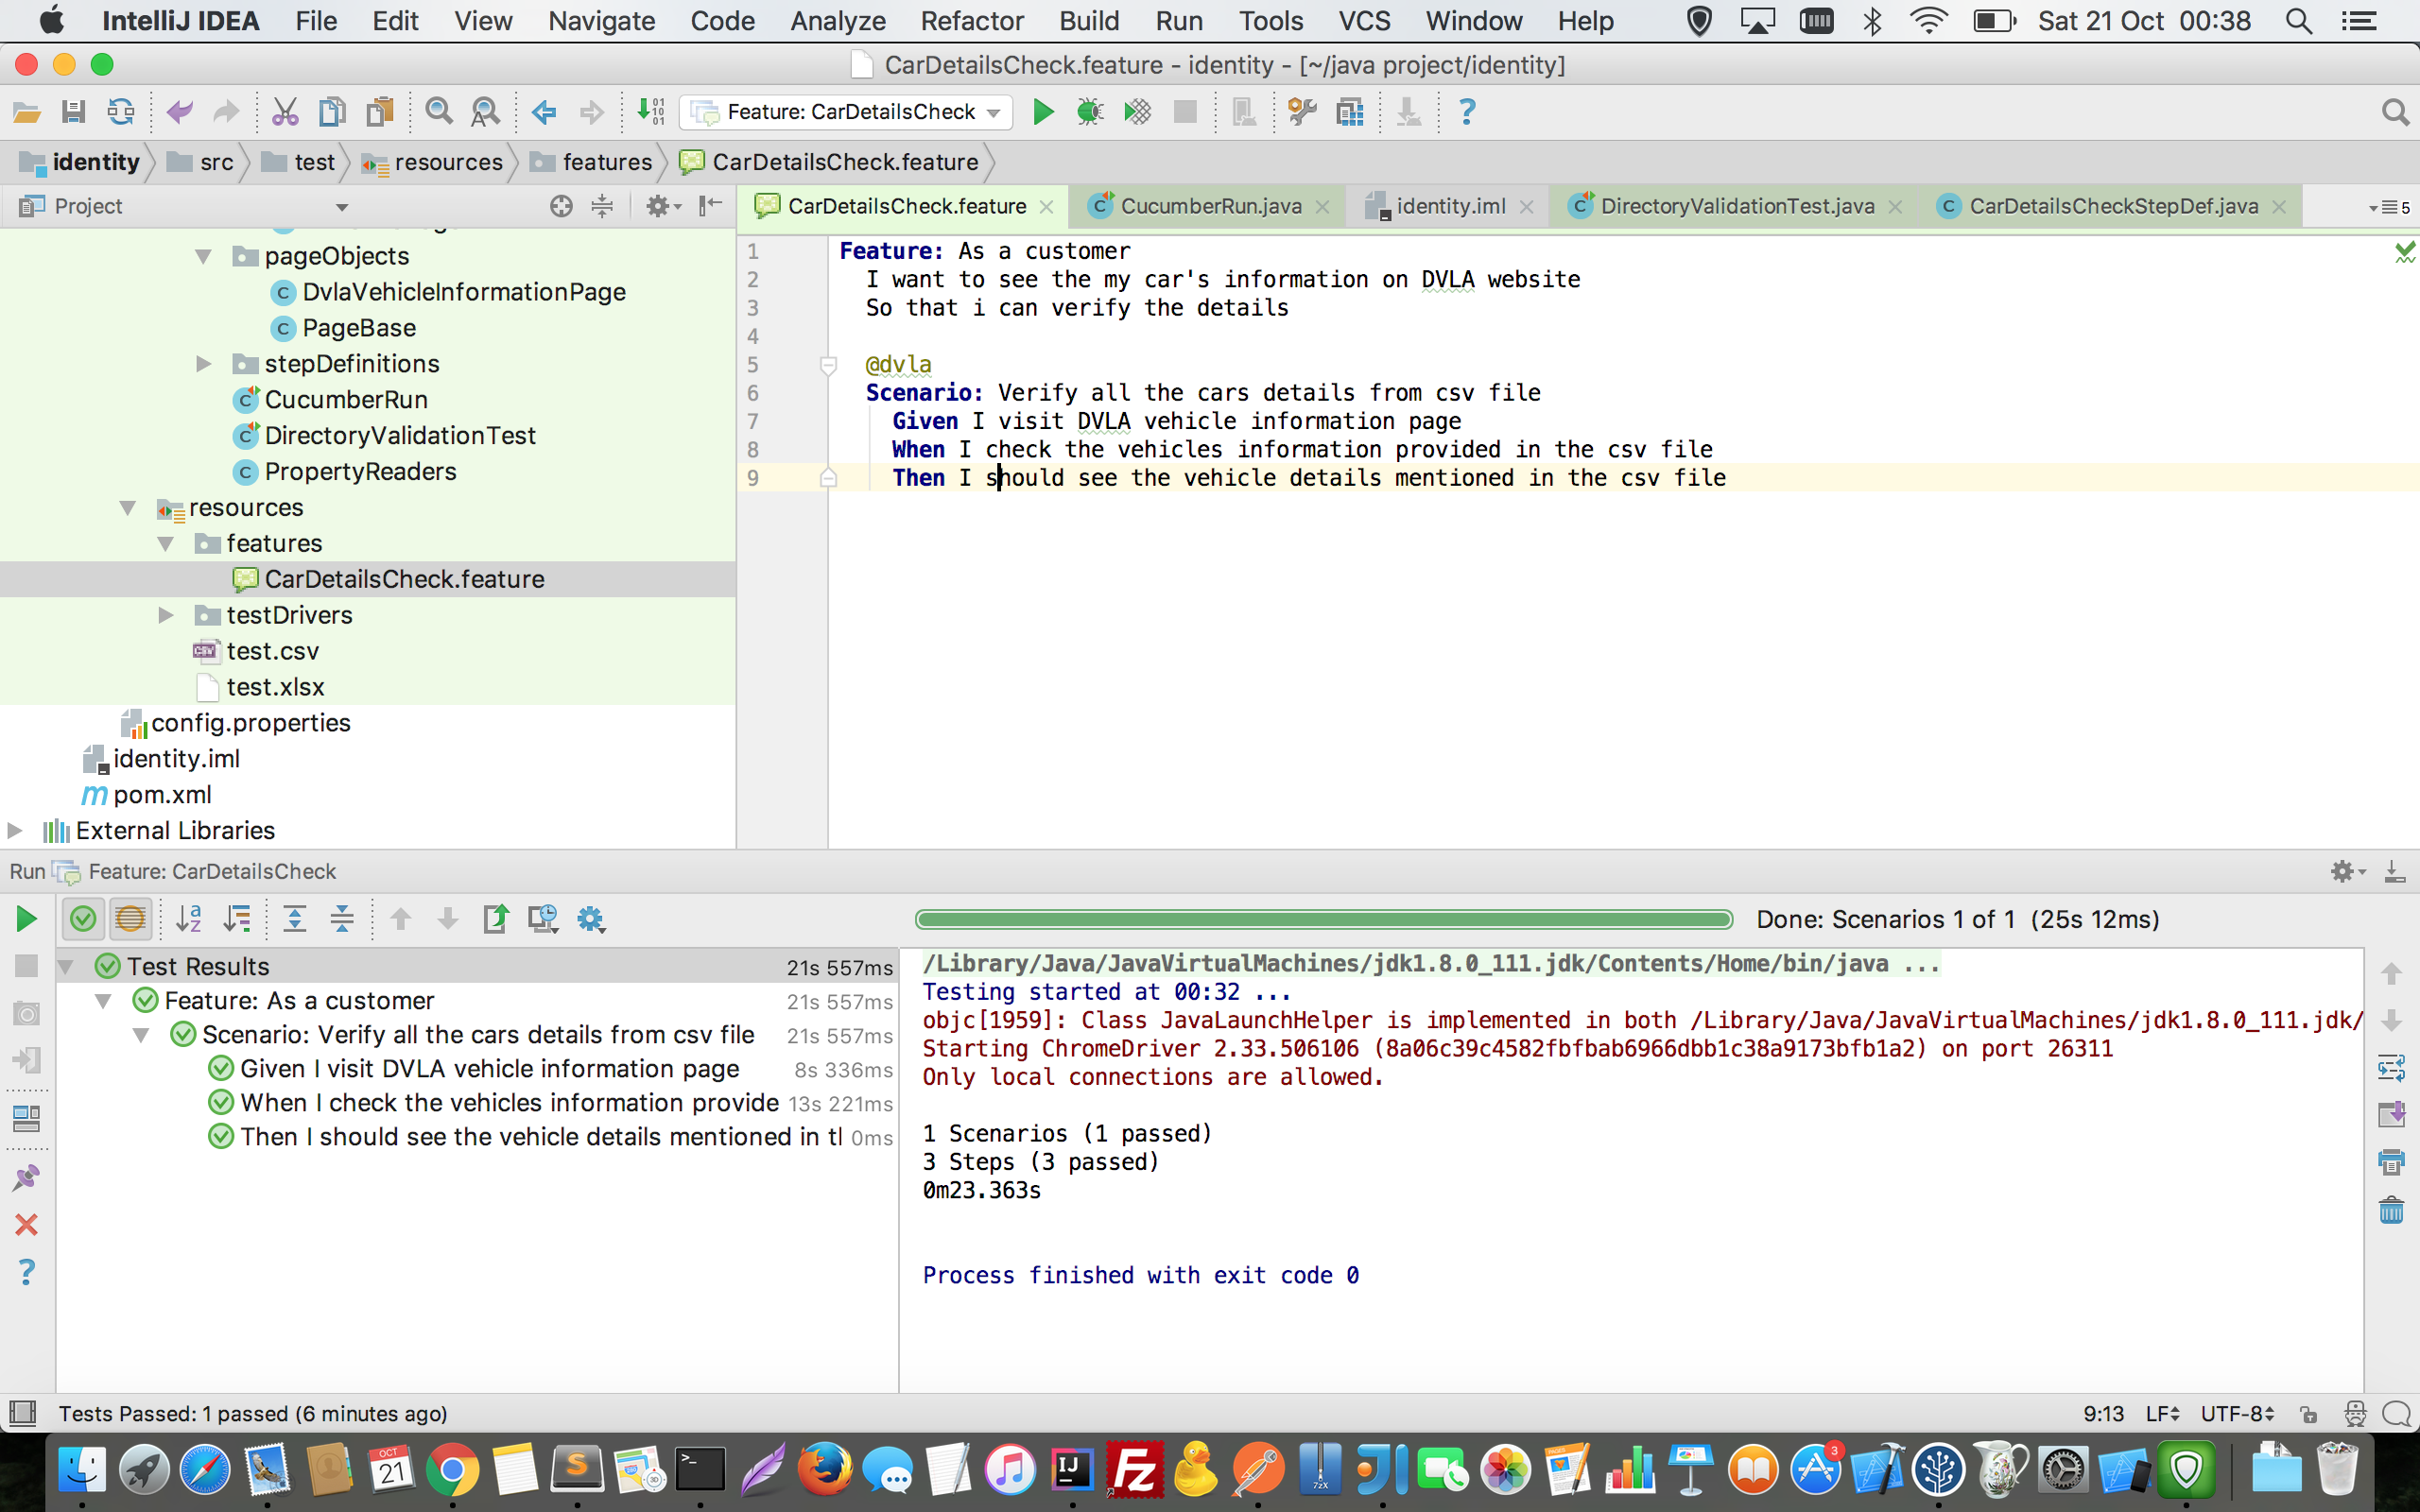 IntelliJ IDEA File Edit View Navigate Code Analyze Refactor Build Run Tools VCS Window Help Sat 21 Oct 00:38
CarDetailsCheck.feature - identity - [~/java project/identity]
Feature: CarDetailsCheck
identity src test resources features CarDetailsCheck.feature
Project
CarDetailsCheck.feature CucumberRun.java identity.iml DirectoryValidationTest.java CarDetailsCheckStepDef.java 5
pageObjects
DvlaVehicleInformationPage
PageBase
stepDefinitions
CucumberRun
DirectoryValidationTest
PropertyReaders
resources
features
CarDetailsCheck.feature
testDrivers
test.csv
test.xlsx
config.properties
identity.iml
pom.xml
External Libraries
1 Feature: As a customer
2 I want to see the my car's information on DVLA website
3 So that i can verify the details
4
5 @dvla
6 Scenario: Verify all the cars details from csv file
7 Given I visit DVLA vehicle information page
8 When I check the vehicles information provided in the csv file
9 Then I should see the vehicle details mentioned in the csv file
Run Feature: CarDetailsCheck
Done: Scenarios 1 of 1 (25s 12ms)
Test Results 21s 557ms
Feature: As a customer 21s 557ms
Scenario: Verify all the cars details from csv file 21s 557ms
Given I visit DVLA vehicle information page 8s 336ms
When I check the vehicles information provide 13s 221ms
Then I should see the vehicle details mentioned in tl 0ms
/Library/Java/JavaVirtualMachines/jdk1.8.0_111.jdk/Contents/Home/bin/java ...
Testing started at 00:32 ...
objc[1959]: Class JavaLaunchHelper is implemented in both /Library/Java/JavaVirtualMachines/jdk1.8.0_111.jdk/
Starting ChromeDriver 2.33.506106 (8a06c39c4582fbfbab6966dbb1c38a9173bfb1a2) on port 26311
Only local connections are allowed.
1 Scenarios (1 passed)
3 Steps (3 passed)
0m23.363s
Process finished with exit code 0
Tests Passed: 1 passed (6 minutes ago)
9:13 LF UTF-8
OCT
21
IJ
Fz
7zX
PAGES
3